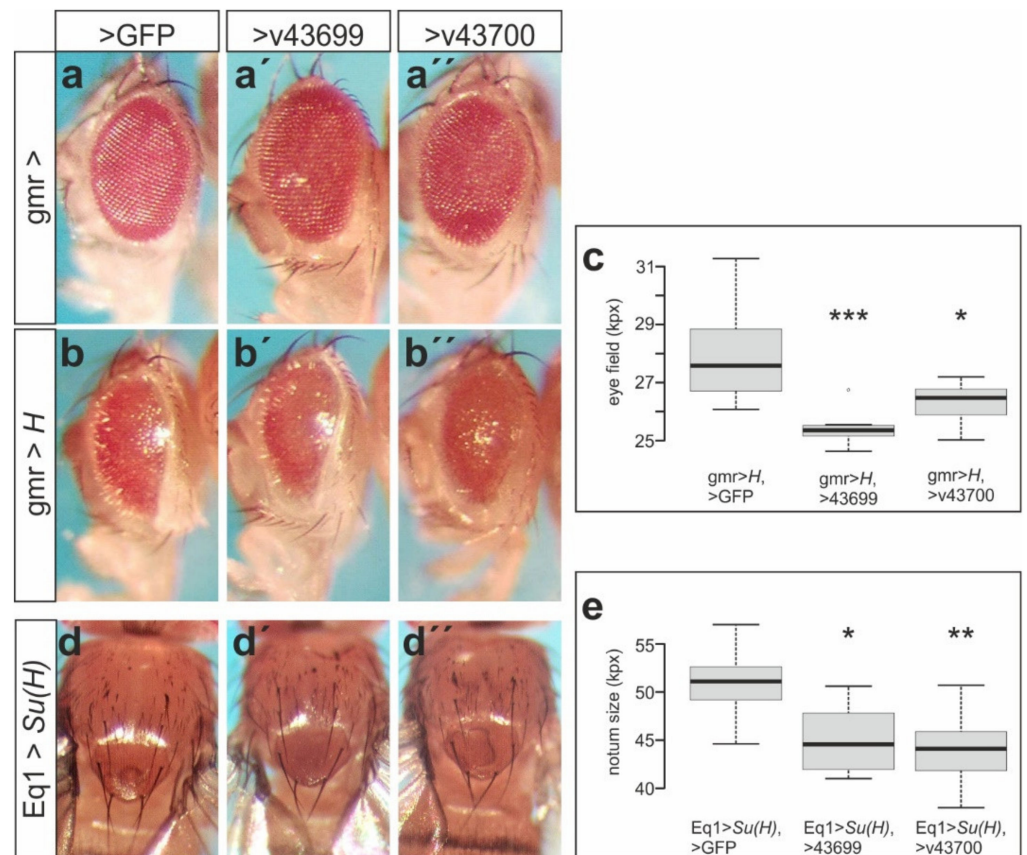 >GFP >v43699 >v43700
a a´ a´´
gmr >
b b´ b´´
gmr > H
d d´ d´´
Eq1 > Su(H)
c
31
29
27
25
eye field (kpx)
*** *
gmr>H, gmr>H, gmr>H,
>GFP >43699 >v43700
e
55
50
45
40
notum size (kpx)
* **
Eq1>Su(H), Eq1>Su(H), Eq1>Su(H),
>GFP >43699 >v43700